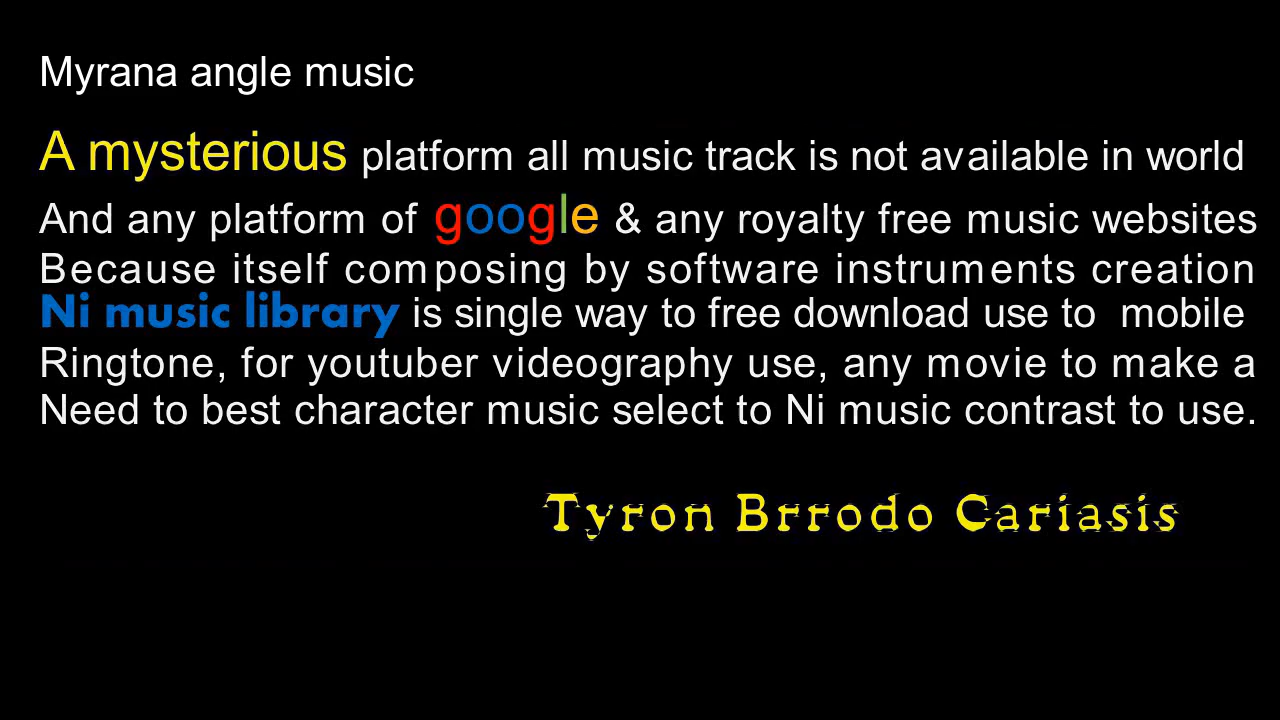 Myrana angle music
A mysterious platform all music track is not available in world
And any platform of google & any royalty free music websites
Because itself composing by software instruments creation
Ni music library is single way to free download use to mobile
Ringtone, for youtuber videography use, any movie to make a
Need to best character music select to Ni music contrast to use.
Tyron Brrodo Cariasis